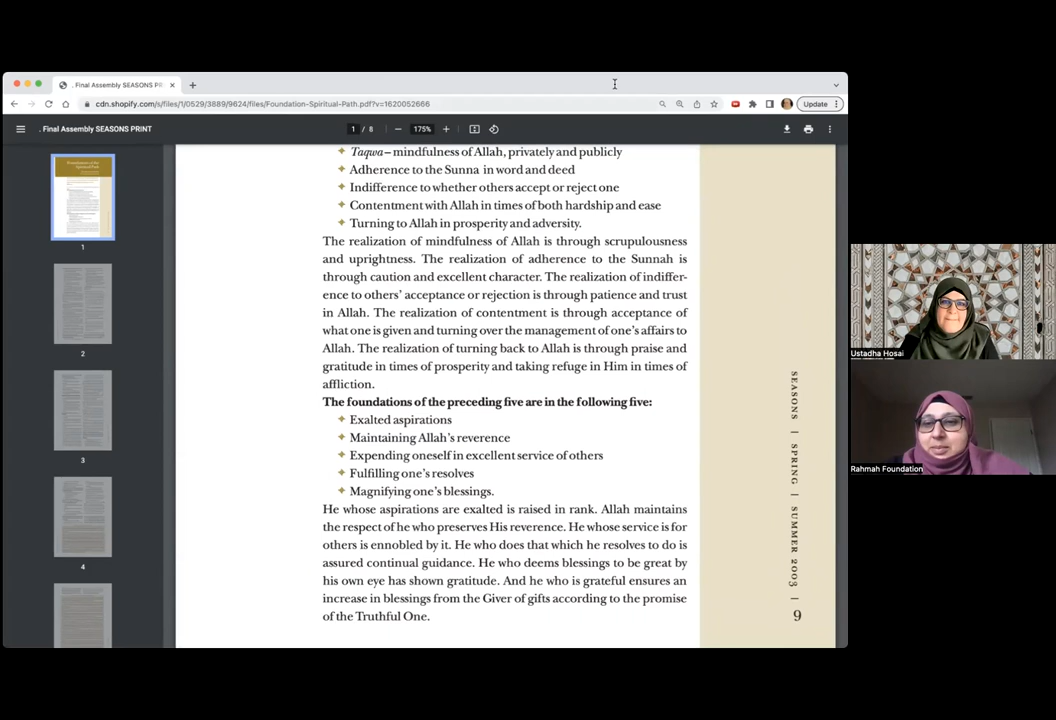 . Final Assembly SEASONS PRI
cdn.shopify.com/s/files/1/0529/3889/9624/files/Foundation-Spiritual-Path.pdf?v=1620052666
Update
. Final Assembly SEASONS PRINT
1 / 8
175%
Taqwa – mindfulness of Allah, privately and publicly
Adherence to the Sunna in word and deed
Indifference to whether others accept or reject one
Contentment with Allah in times of both hardship and ease
Turning to Allah in prosperity and adversity.
The realization of mindfulness of Allah is through scrupulousness
and uprightness. The realization of adherence to the Sunnah is
through caution and excellent character. The realization of indiffer-
ence to others’ acceptance or rejection is through patience and trust
in Allah. The realization of contentment is through acceptance of
what one is given and turning over the management of one’s affairs to
Allah. The realization of turning back to Allah is through praise and
gratitude in times of prosperity and taking refuge in Him in times of
affliction.
The foundations of the preceding five are in the following five:
Exalted aspirations
Maintaining Allah’s reverence
Expending oneself in excellent service of others
Fulfilling one’s resolves
Magnifying one’s blessings.
He whose aspirations are exalted is raised in rank. Allah maintains
the respect of he who preserves His reverence. He whose service is for
others is ennobled by it. He who does that which he resolves to do is
assured continual guidance. He who deems blessings to be great by
his own eye has shown gratitude. And he who is grateful ensures an
increase in blessings from the Giver of gifts according to the promise
of the Truthful One.
SEASONS | SPRING | SUMMER 2003 |
9
1
2
3
4
Ustadha Hosai
Rahmah Foundation